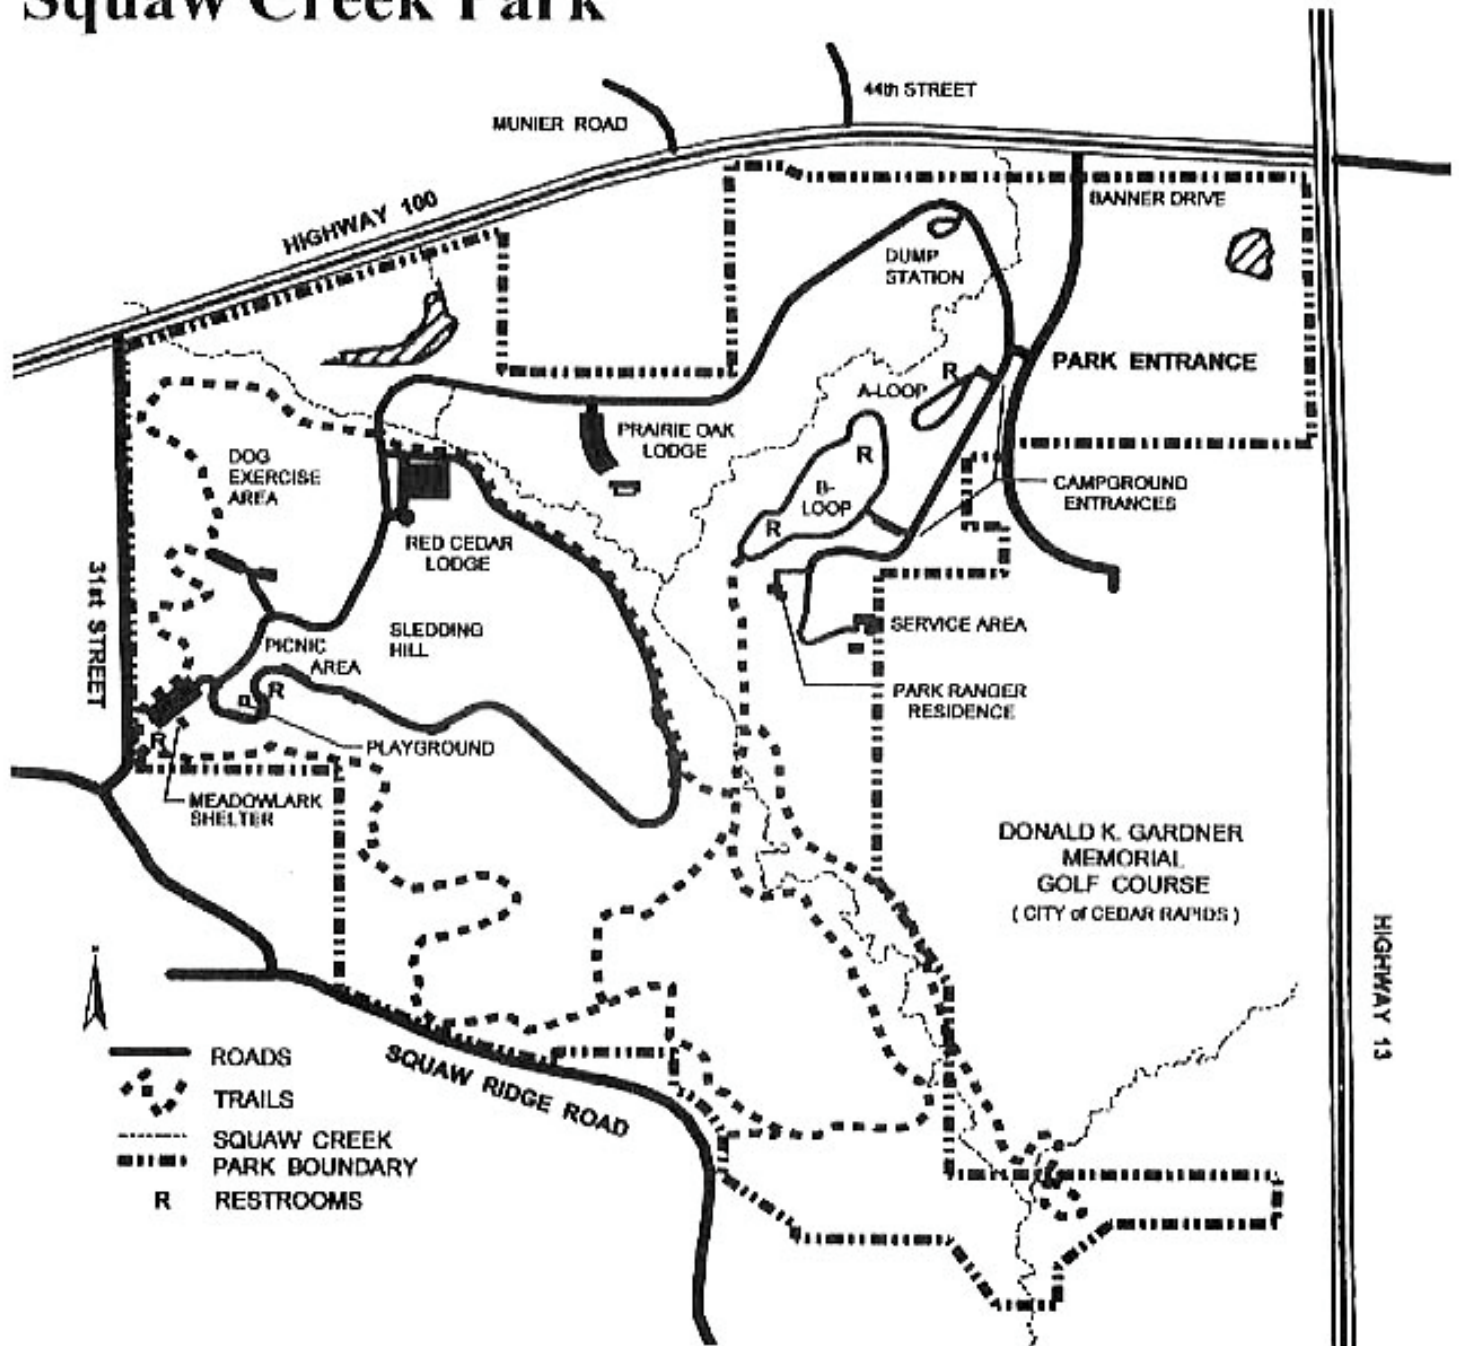 Squaw Creek Park
44th STREET
MUNIER ROAD
HIGHWAY 100
BANNER DRIVE
DUMP
STATION
PARK ENTRANCE
R
A-LOOP
PRAIRIE OAK
LODGE
R
B-
LOOP
R
CAMPGROUND
ENTRANCES
DOG
EXERCISE
AREA
RED CEDAR
LODGE
31st STREET
SLEDDING
HILL
PICNIC
AREA
R
SERVICE AREA
PARK RANGER
RESIDENCE
R
PLAYGROUND
MEADOWLARK
SHELTER
DONALD K. GARDNER
MEMORIAL
GOLF COURSE
( CITY of CEDAR RAPIDS )
HIGHWAY 13
SQUAW RIDGE ROAD
ROADS
TRAILS
SQUAW CREEK
PARK BOUNDARY
R RESTROOMS